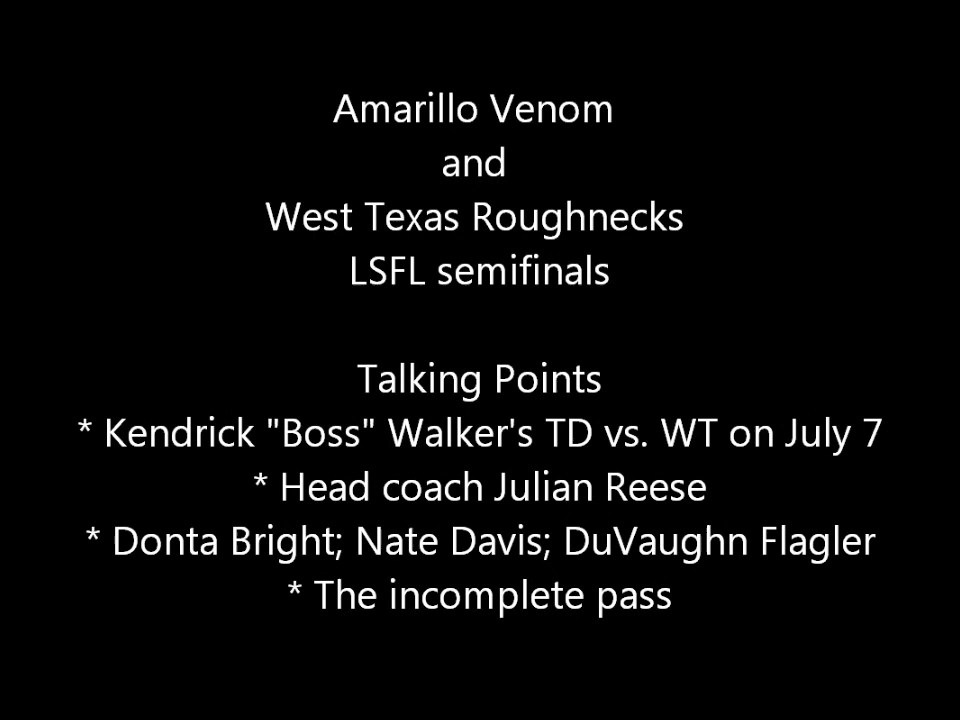 Amarillo Venom
and
West Texas Roughnecks
LSFL semifinals
Talking Points
* Kendrick "Boss" Walker's TD vs. WT on July 7
* Head coach Julian Reese
* Donta Bright; Nate Davis; DuVaughn Flagler
* The incomplete pass